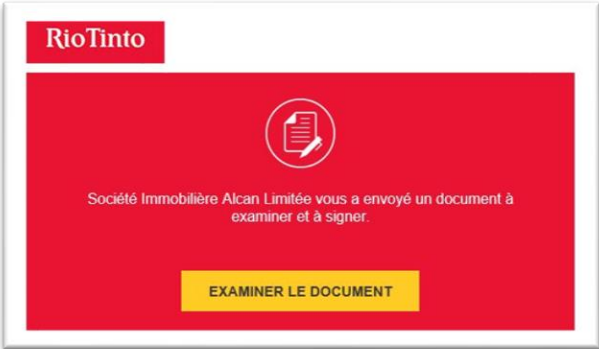 RioTinto
Société Immobilière Alcan Limitée vous a envoyé un document à
examiner et à signer.
EXAMINER LE DOCUMENT